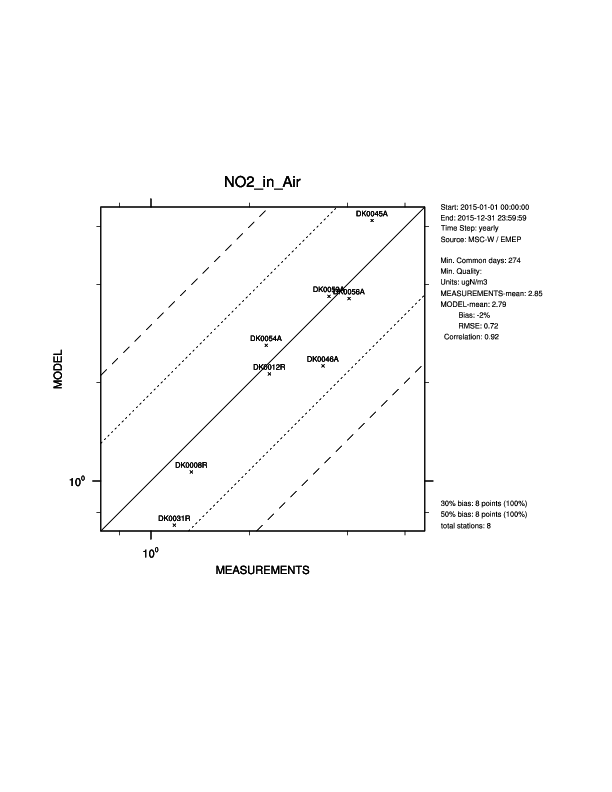 NO2_in_Air
DK0045A
DK0056A
DK0054A
DK0046A
DK0012R
DK0008R
DK0031R
MODEL
10⁰
10⁰
MEASUREMENTS
Start: 2015-01-01 00:00:00
End: 2015-12-31 23:59:59
Time Step: yearly
Source: MSC-W / EMEP
Min. Common days: 274
Min. Quality:
Units: ugN/m3
MEASUREMENTS-mean: 2.85
MODEL-mean: 2.79
Bias: -2%
RMSE: 0.72
Correlation: 0.92
30% bias: 8 points (100%)
50% bias: 8 points (100%)
total stations: 8